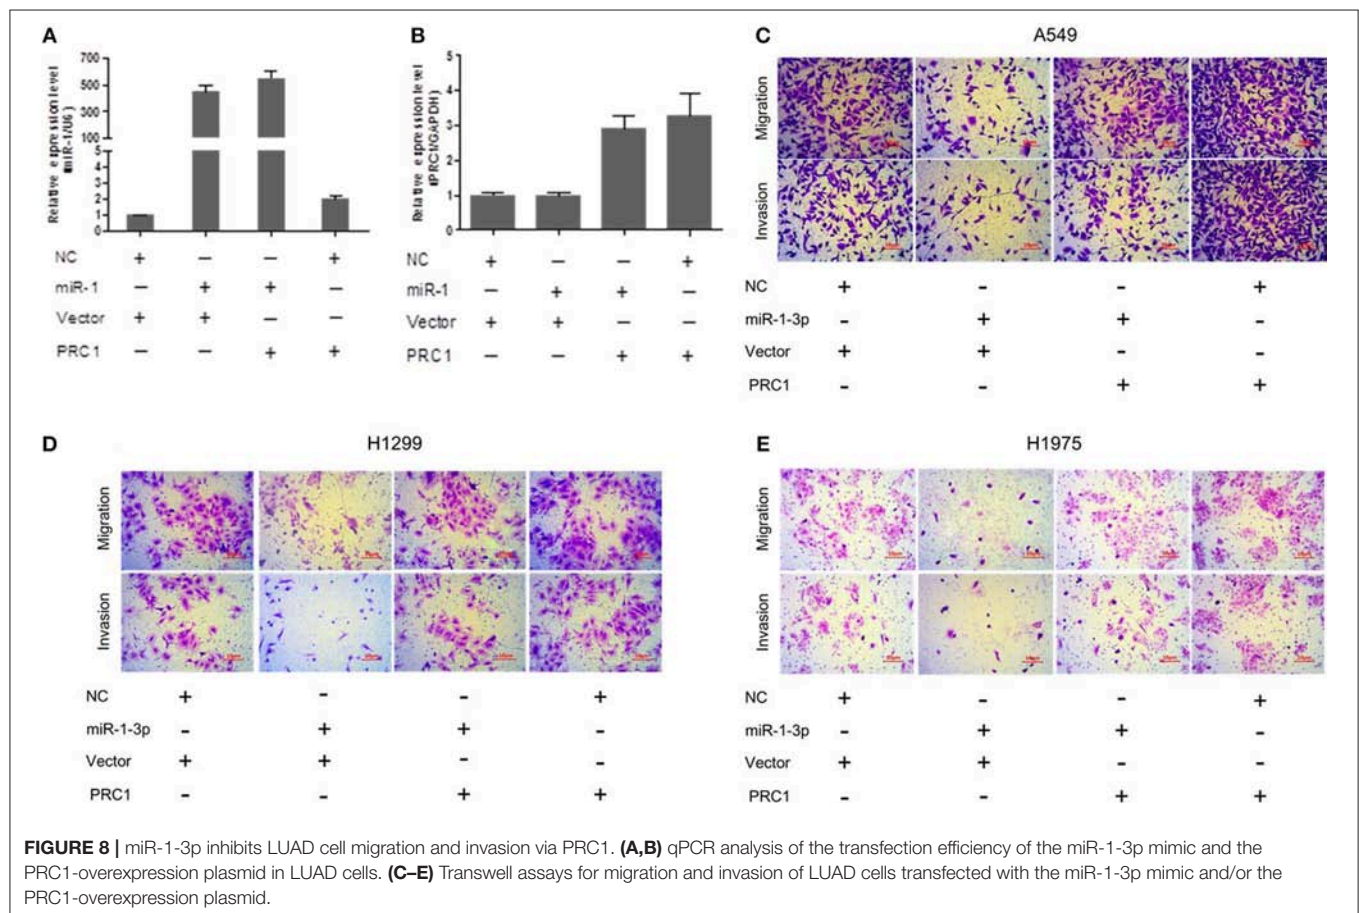 A
Relative expression level
(miR-1/U6)
700
500
300
100
5
4
3
2
1
0
NC + – – +
miR-1 – + + –
Vector + + – –
PRC1 – – + +
B
Relative expression level
(PRC1/GAPDH)
5
4
3
2
1
0
NC + – – +
miR-1 – + + –
Vector + + – –
PRC1 – – + +
C
A549
Migration
Invasion
NC + - - +
miR-1-3p - + + -
Vector + + - -
PRC1 - - + +
D
H1299
Migration
Invasion
NC + - - +
miR-1-3p - + + -
Vector + + - -
PRC1 - - + +
E
H1975
Migration
Invasion
NC + - - +
miR-1-3p - + + -
Vector + + - -
PRC1 - - + +
FIGURE 8 | miR-1-3p inhibits LUAD cell migration and invasion via PRC1. (A,B) qPCR analysis of the transfection efficiency of the miR-1-3p mimic and the
PRC1-overexpression plasmid in LUAD cells. (C–E) Transwell assays for migration and invasion of LUAD cells transfected with the miR-1-3p mimic and/or the
PRC1-overexpression plasmid.